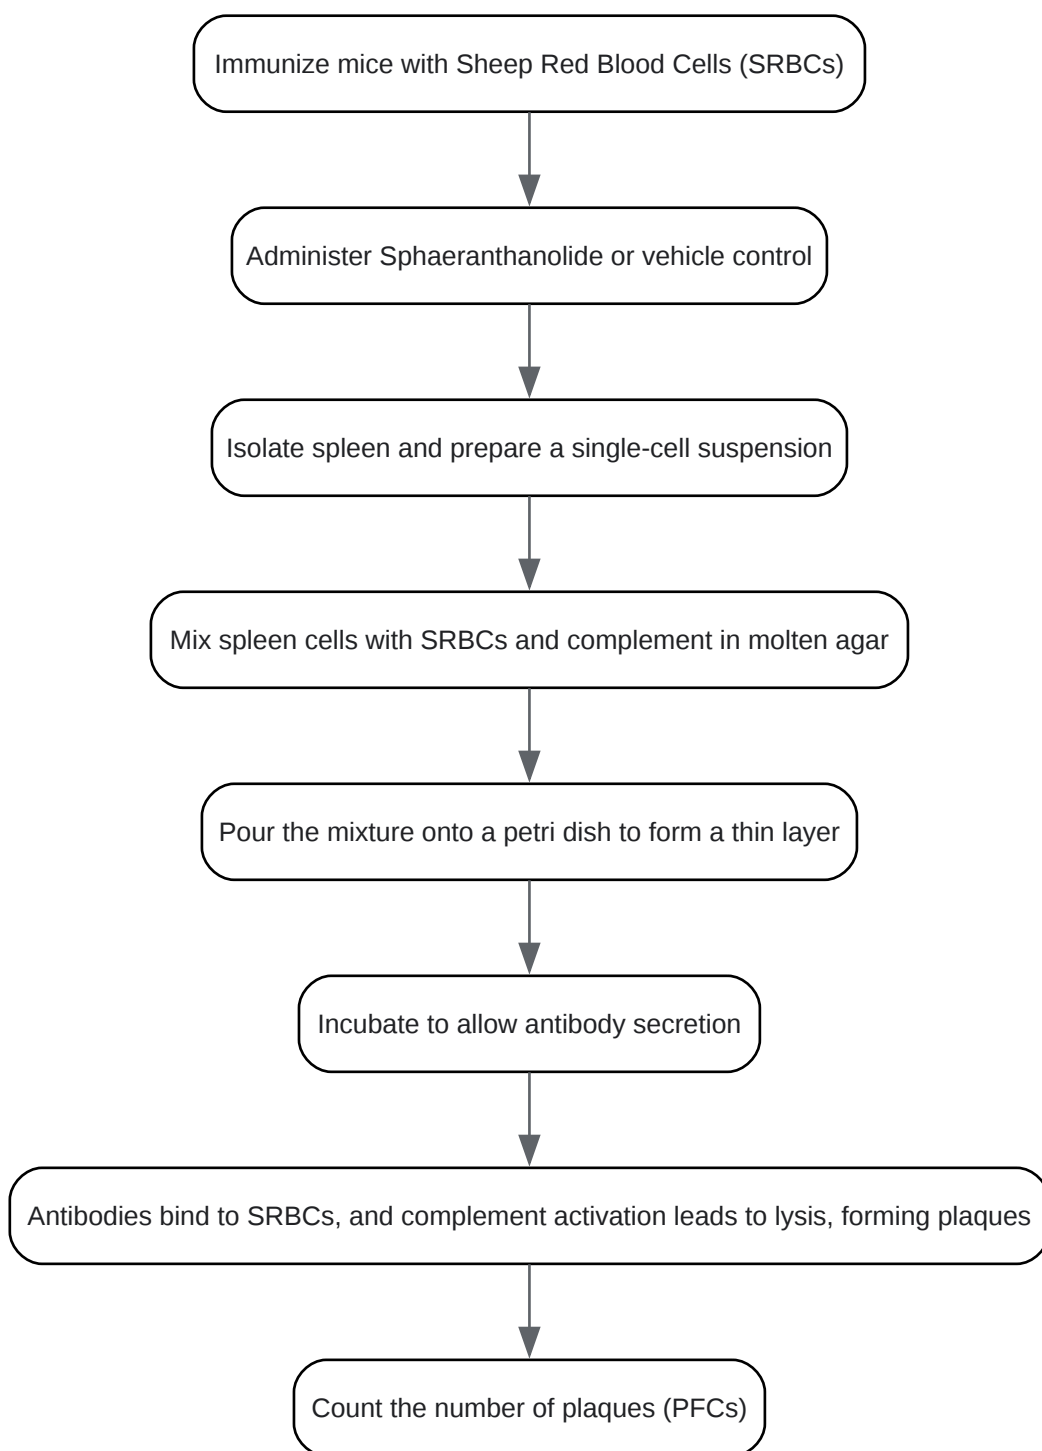 Immunize mice with Sheep Red Blood Cells (SRBCs)
Administer Sphaeranthanolide or vehicle control
Isolate spleen and prepare a single-cell suspension
Mix spleen cells with SRBCs and complement in molten agar
Pour the mixture onto a petri dish to form a thin layer
Incubate to allow antibody secretion
Antibodies bind to SRBCs, and complement activation leads to lysis, forming plaques
Count the number of plaques (PFCs)